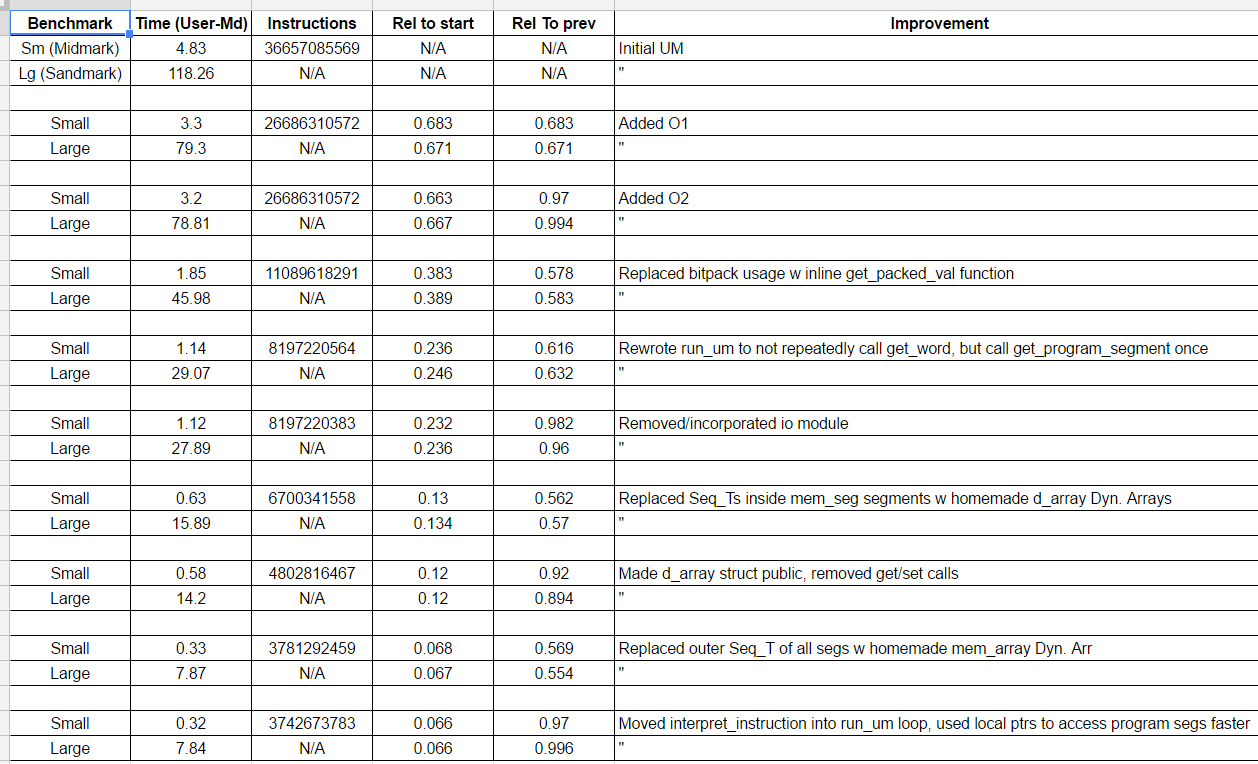 Benchmark Time (User-Md) Instructions Rel to start Rel To prev Improvement
Sm (Midmark) 4.83 36657085569 N/A N/A Initial UM
Lg (Sandmark) 118.26 N/A N/A N/A "
Small 3.3 26686310572 0.683 0.683 Added O1
Large 79.3 N/A 0.671 0.671 "
Small 3.2 26686310572 0.663 0.97 Added O2
Large 78.81 N/A 0.667 0.994 "
Small 1.85 11089618291 0.383 0.578 Replaced bitpack usage w inline get_packed_val function
Large 45.98 N/A 0.389 0.583 "
Small 1.14 8197220564 0.236 0.616 Rewrote run_um to not repeatedly call get_word, but call get_program_segment once
Large 29.07 N/A 0.246 0.632 "
Small 1.12 8197220383 0.232 0.982 Removed/incorporated io module
Large 27.89 N/A 0.236 0.96 "
Small 0.63 6700341558 0.13 0.562 Replaced Seq_Ts inside mem_seg segments w homemade d_array Dyn. Arrays
Large 15.89 N/A 0.134 0.57 "
Small 0.58 4802816467 0.12 0.92 Made d_array struct public, removed get/set calls
Large 14.2 N/A 0.12 0.894 "
Small 0.33 3781292459 0.068 0.569 Replaced outer Seq_T of all segs w homemade mem_array Dyn. Arr
Large 7.87 N/A 0.067 0.554 "
Small 0.32 3742673783 0.066 0.97 Moved interpret_instruction into run_um loop, used local ptrs to access program segs faster
Large 7.84 N/A 0.066 0.996 "